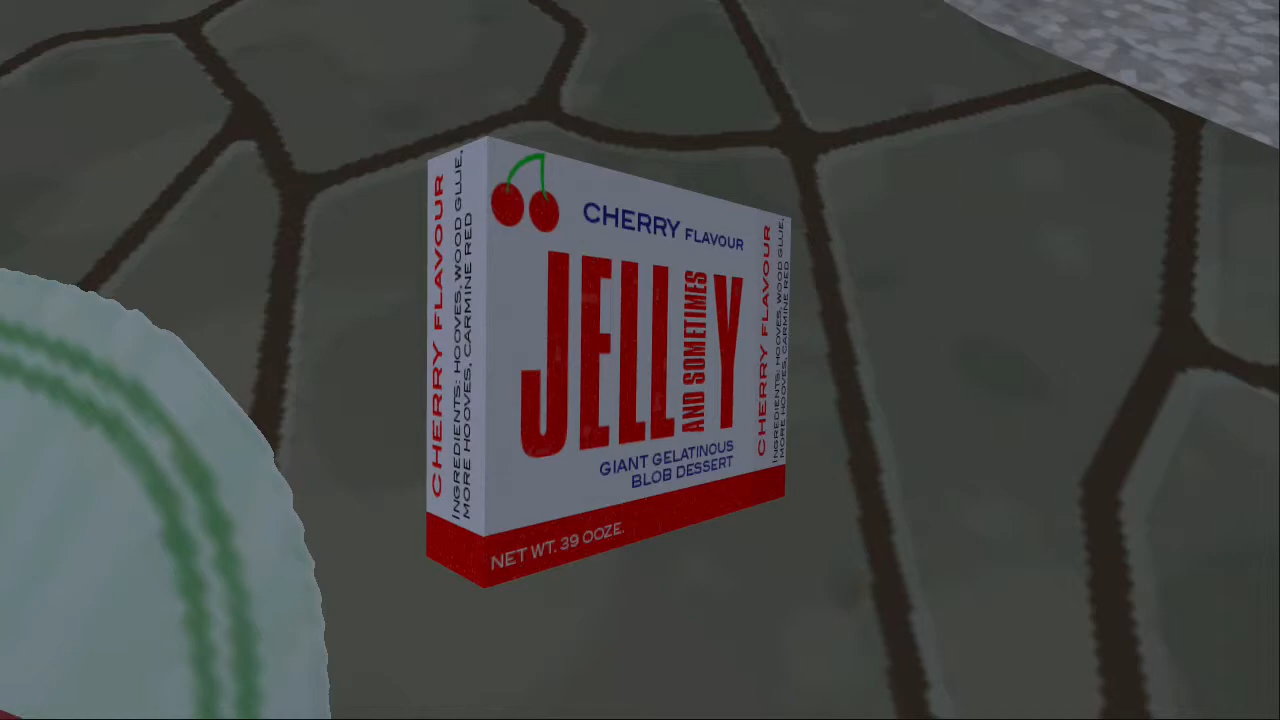 CHERRY FLAVOUR
INGREDIENTS: HOOVES, WOOD GLUE,
MORE HOOVES, CARMINE RED
CHERRY FLAVOUR
JELL AND SOMETIMES Y
GIANT GELATINOUS
BLOB DESSERT
NET WT. 39 OOZE.
CHERRY FLAVOUR
INGREDIENTS: HOOVES, WOOD GLUE,
MORE HOOVES, CARMINE RED